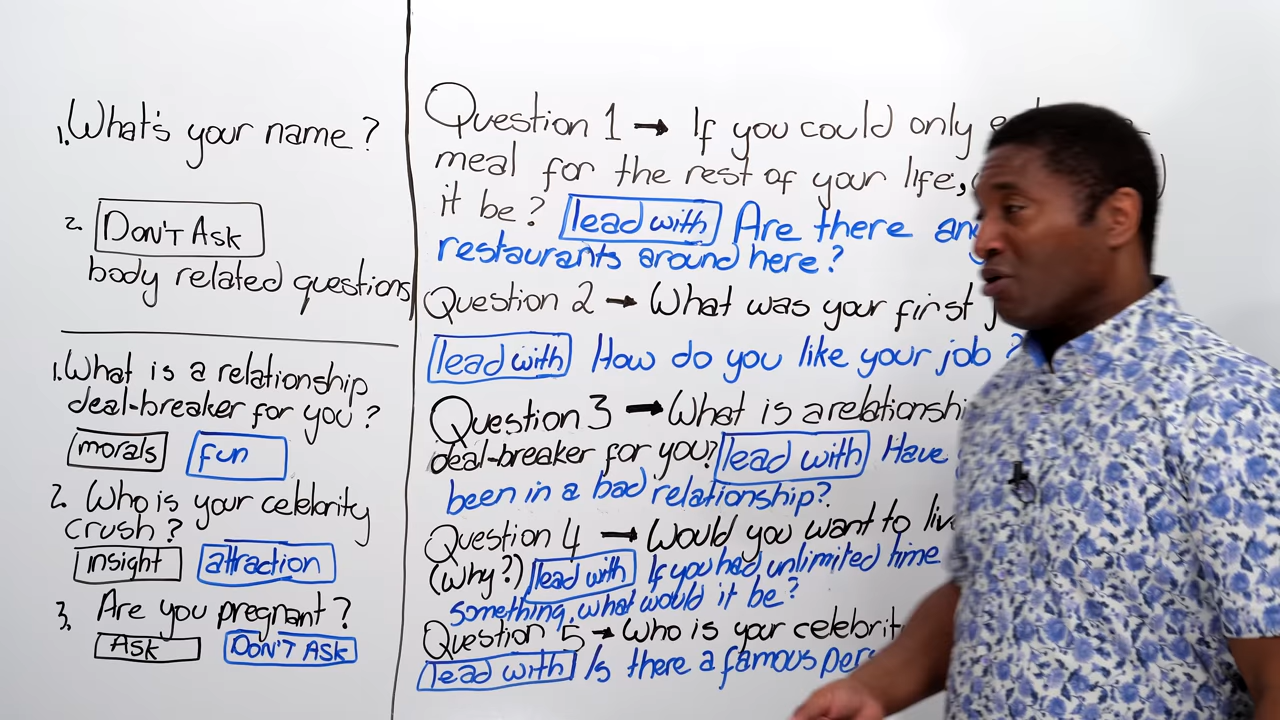 1. What's your name?
2. DON'T ASK
body related questions
1. What is a relationship
deal-breaker for you?
morals fun
2. Who is your celebrity
crush?
insight attraction
3. Are you pregnant?
ASK DON'T ASK
Question 1 → If you could only
meal for the rest of your life,
it be? lead with Are there
restaurants around here?
Question 2 → What was your first
lead with How do you like your job?
Question 3 → What is a
deal-breaker for you? lead with Have
been in a bad relationship?
Question 4 → Would you want to
(why?) lead with If you had unlimited time
something, what would it be?
Question 5 → Who is your
lead with Is there a famous